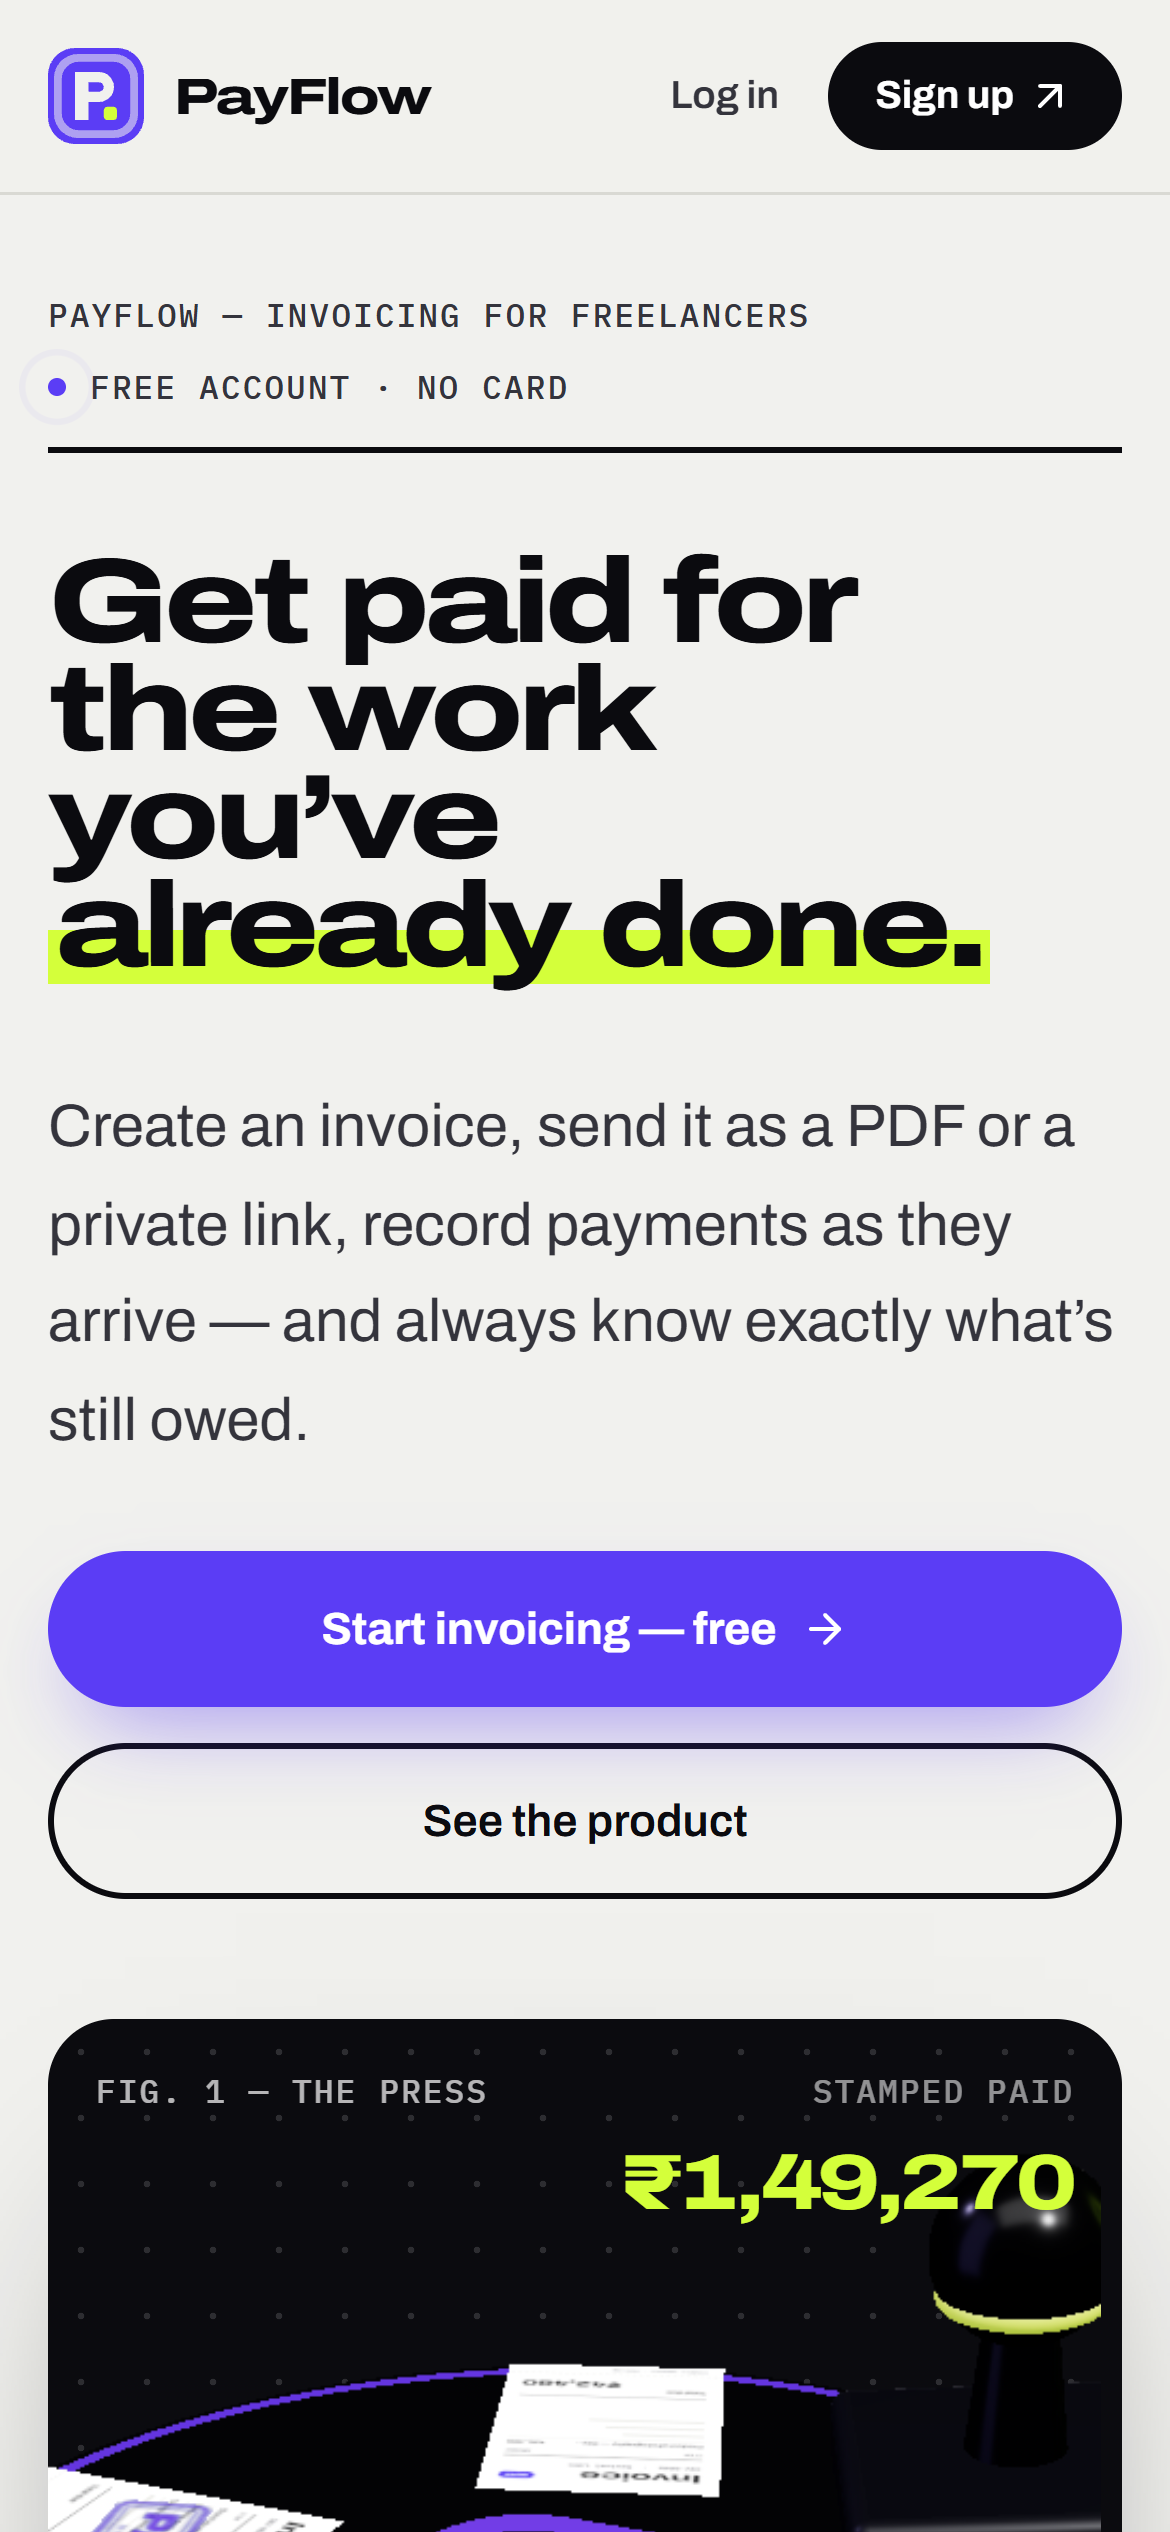 PayFlow
Log in
Sign up
PAYFLOW — INVOICING FOR FREELANCERS
FREE ACCOUNT · NO CARD
Get paid for
the work
you’ve
already done.
Create an invoice, send it as a PDF or a
private link, record payments as they
arrive — and always know exactly what’s
still owed.
Start invoicing — free
See the product
FIG. 1 — THE PRESS
STAMPED PAID
₹1,49,270
Invoice